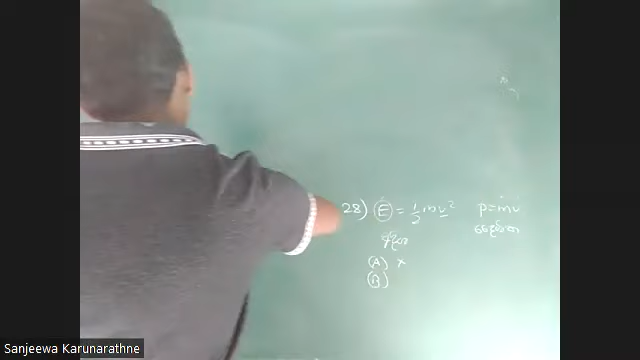 28) E = 1/2 mv² p = mv
(A) ×
(B)
Sanjeewa Karunarathne